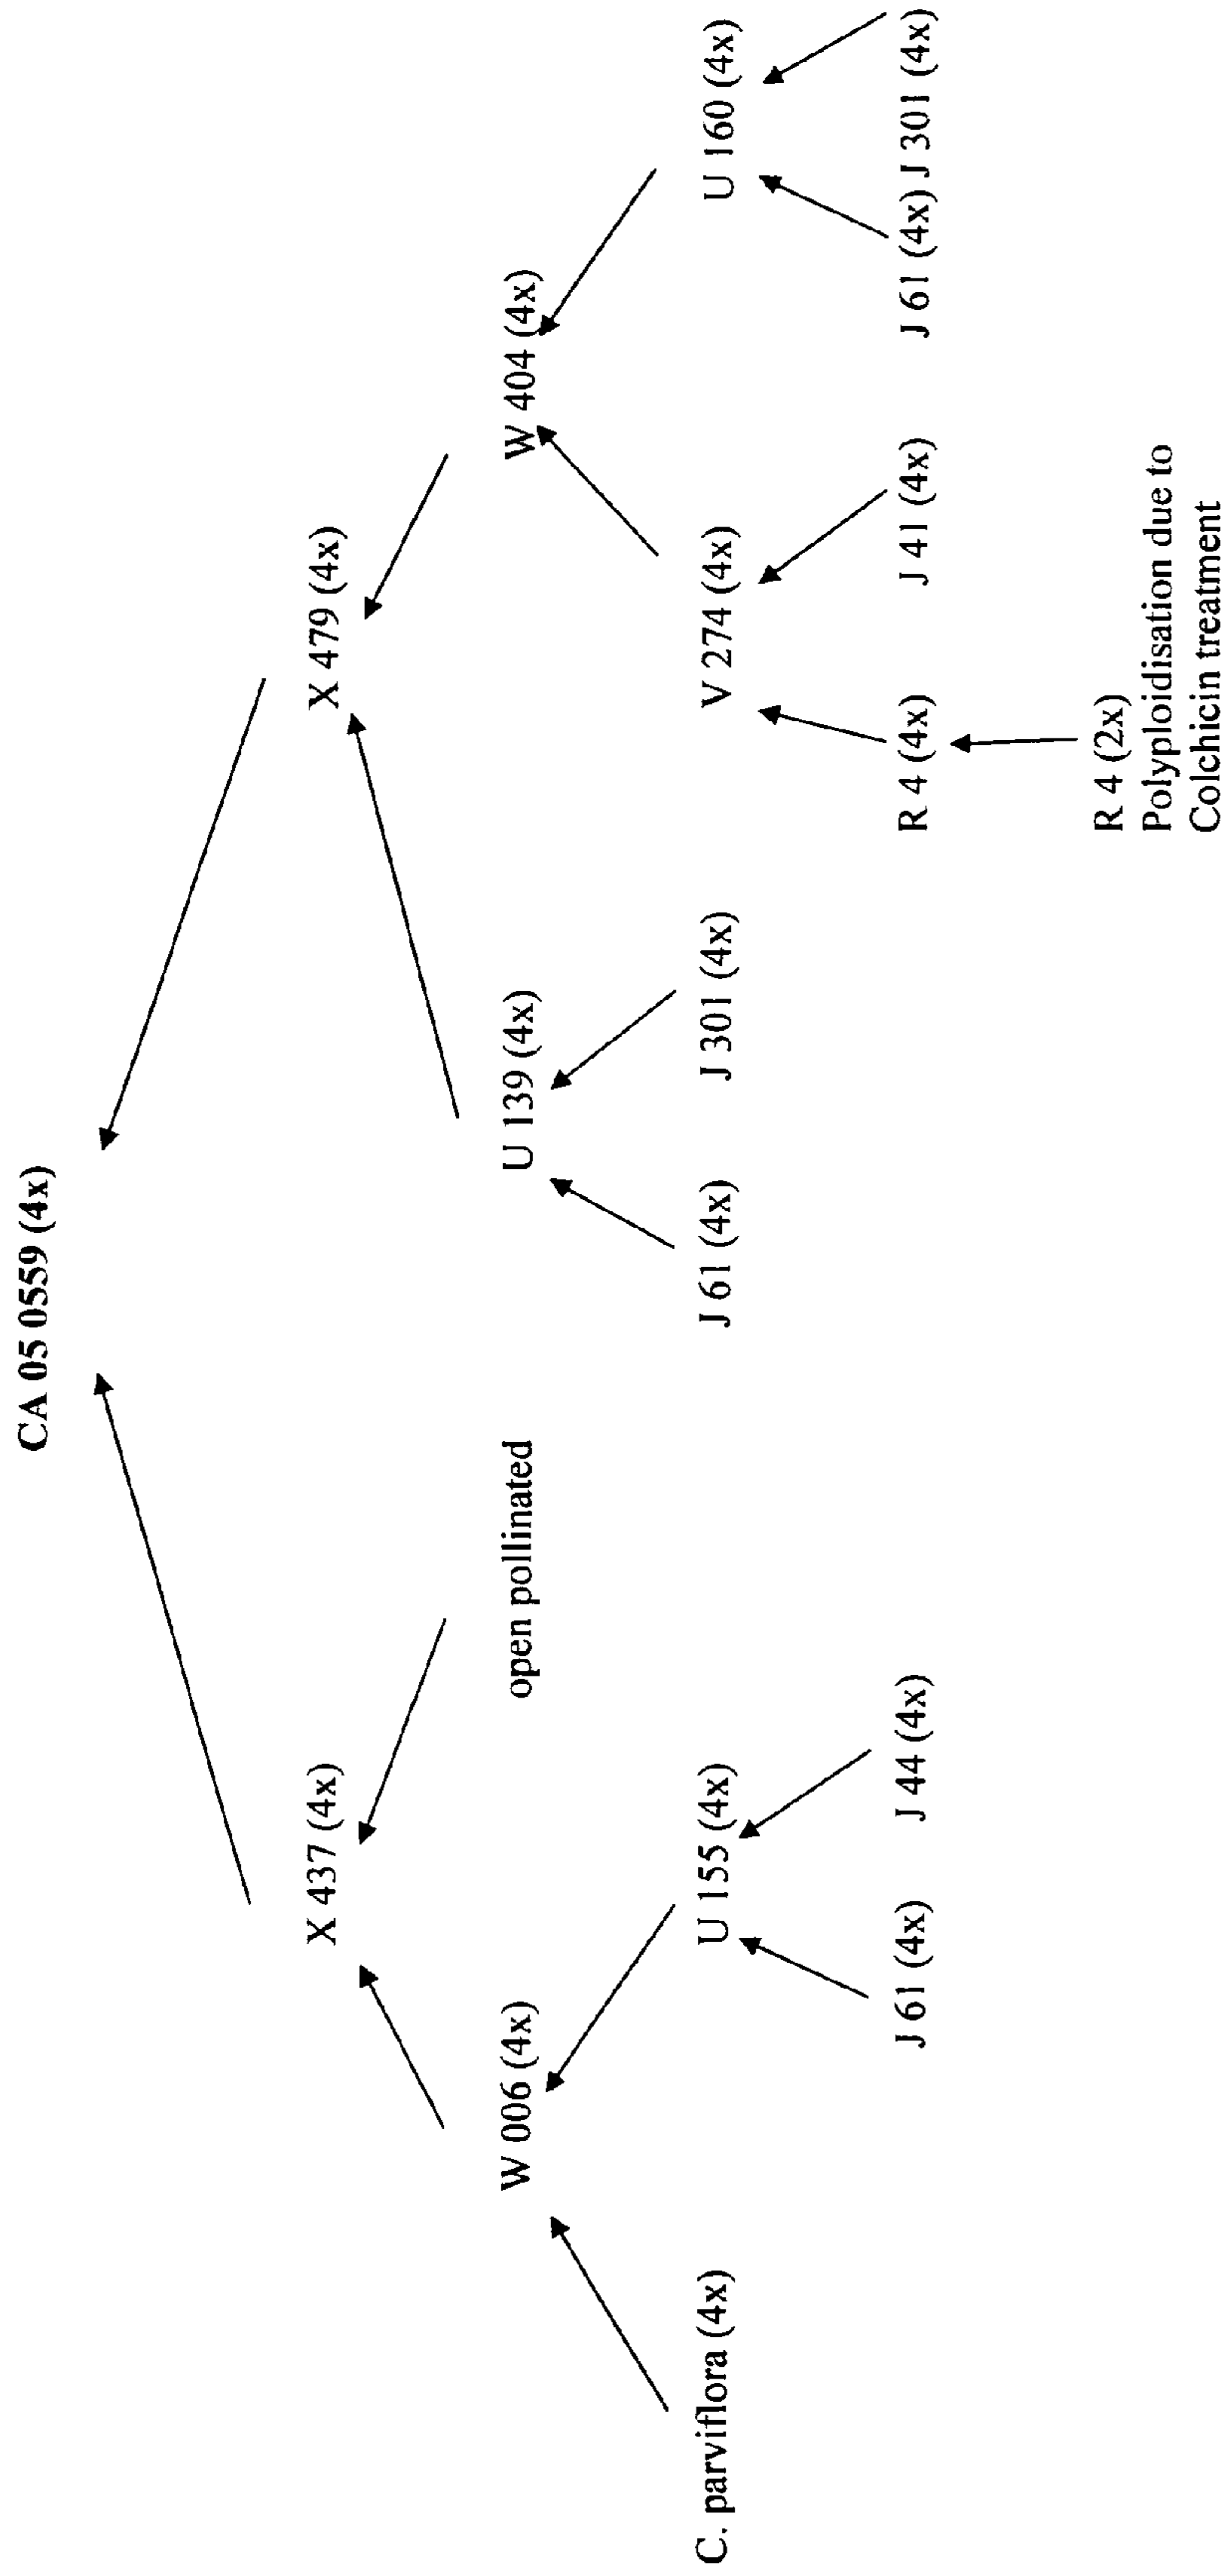 CA 05 0559 (4x)
X 437 (4x)
X 479 (4x)
W 006 (4x)
open pollinated
U 139 (4x)
W 404 (4x)
C. parviflora (4x)
U 155 (4x)
J 61 (4x)
J 301 (4x)
V 274 (4x)
U 160 (4x)
J 61 (4x)
J 44 (4x)
R 4 (4x)
J 41 (4x)
J 61 (4x) J 301 (4x)
R 4 (2x)
Polyploidisation due to
Colchicin treatment